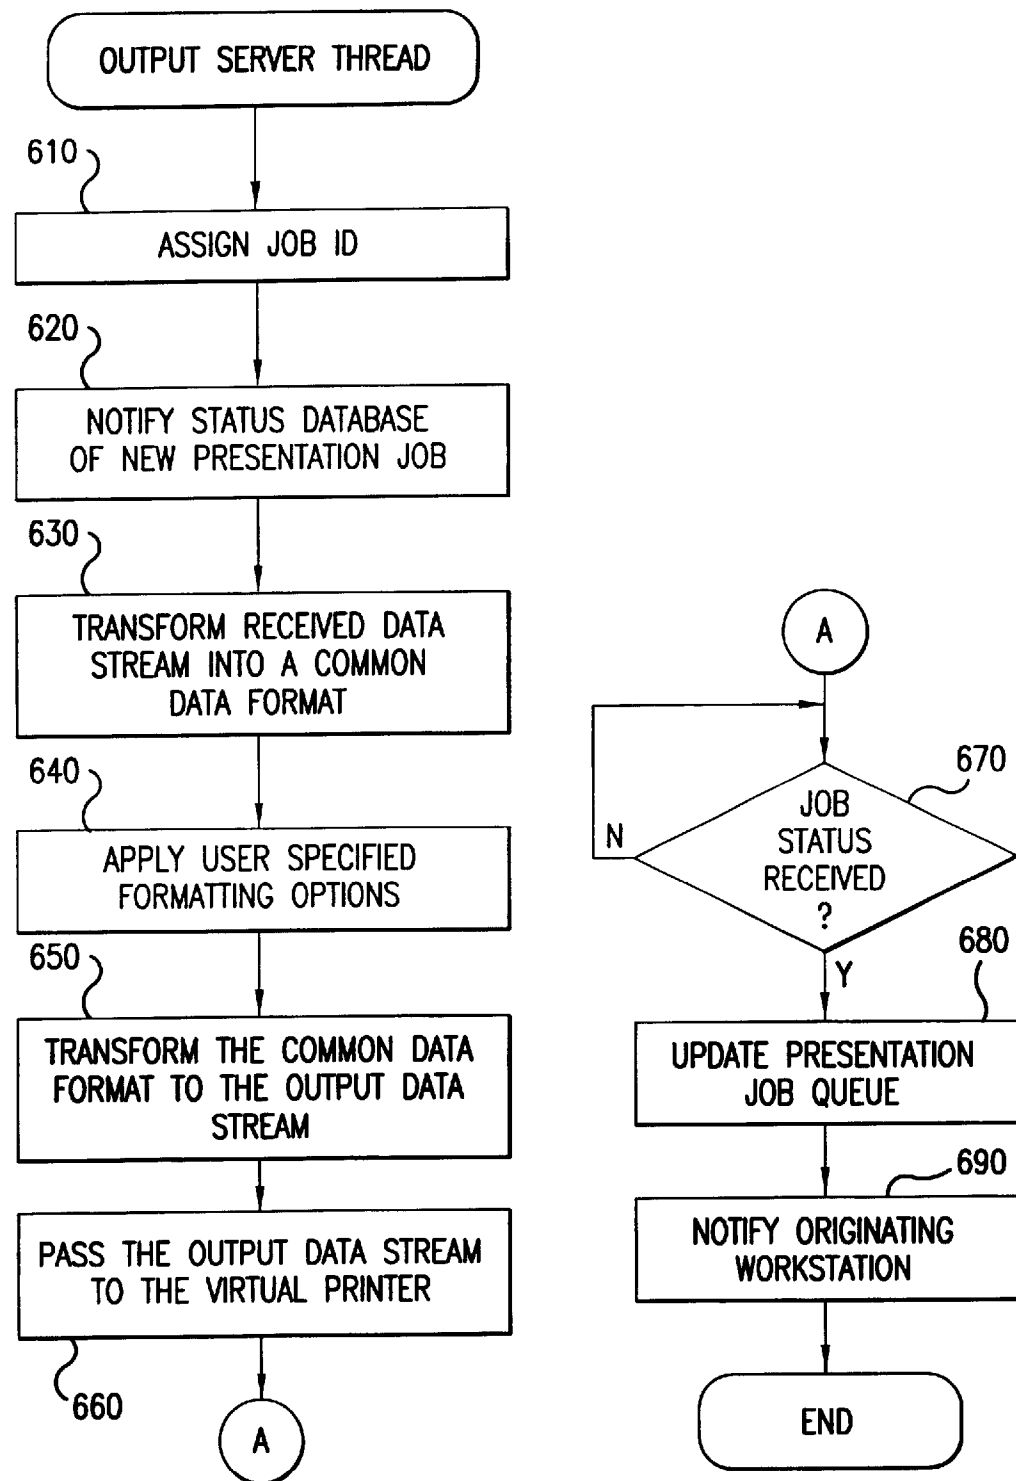 OUTPUT SERVER THREAD
610
ASSIGN JOB ID
620
NOTIFY STATUS DATABASE
OF NEW PRESENTATION JOB
630
TRANSFORM RECEIVED DATA
STREAM INTO A COMMON
DATA FORMAT
640
APPLY USER SPECIFIED
FORMATTING OPTIONS
650
TRANSFORM THE COMMON DATA
FORMAT TO THE OUTPUT DATA
STREAM
PASS THE OUTPUT DATA STREAM
TO THE VIRTUAL PRINTER
660
A
A
670
JOB
STATUS
RECEIVED
?
N
Y
680
UPDATE PRESENTATION
JOB QUEUE
690
NOTIFY ORIGINATING
WORKSTATION
END